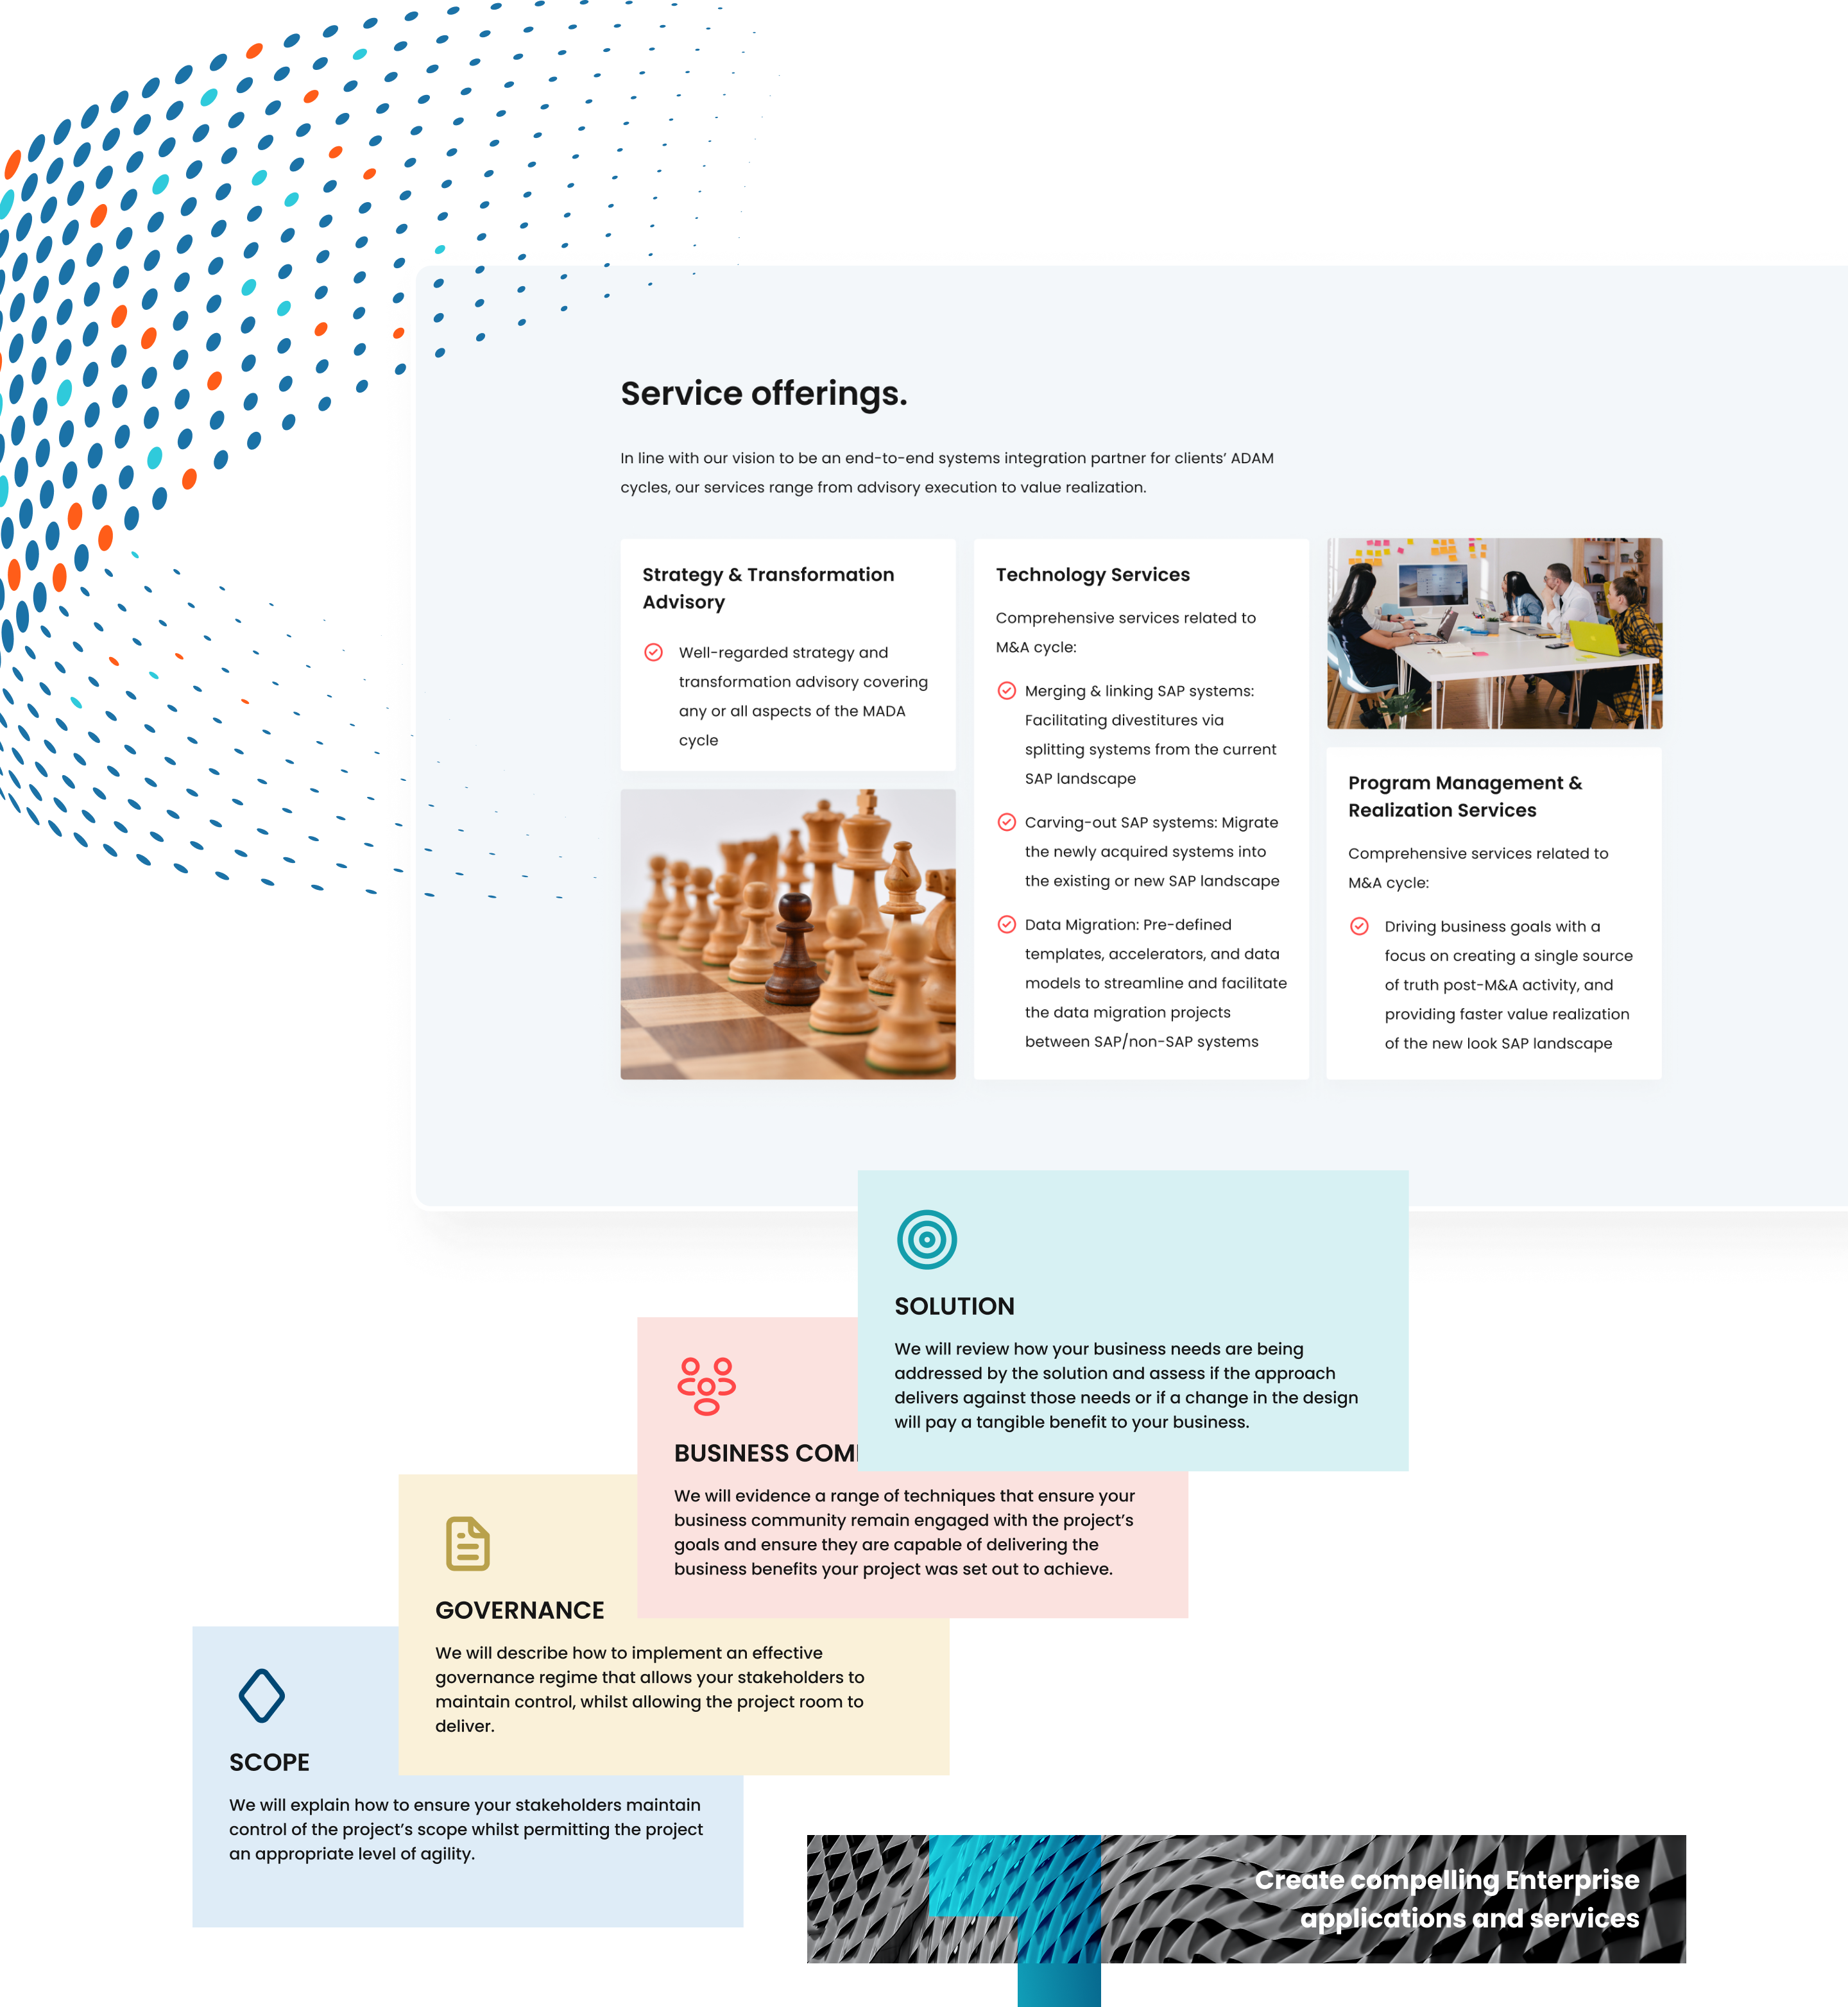 Service offerings.
In line with our vision to be an end-to-end systems integration partner for clients’ ADAM
cycles, our services range from advisory execution to value realization.
Strategy & Transformation
Advisory
Well-regarded strategy and
transformation advisory covering
any or all aspects of the MADA
cycle
Technology Services
Comprehensive services related to
M&A cycle:
Merging & linking SAP systems:
Facilitating divestitures via
splitting systems from the current
SAP landscape
Carving-out SAP systems: Migrate
the newly acquired systems into
the existing or new SAP landscape
Data Migration: Pre-defined
templates, accelerators, and data
models to streamline and facilitate
the data migration projects
between SAP/non-SAP systems
Program Management &
Realization Services
Comprehensive services related to
M&A cycle:
Driving business goals with a
focus on creating a single source
of truth post-M&A activity, and
providing faster value realization
of the new look SAP landscape
SOLUTION
We will review how your business needs are being
addressed by the solution and assess if the approach
delivers against those needs or if a change in the design
will pay a tangible benefit to your business.
BUSINESS COM
We will evidence a range of techniques that ensure your
business community remain engaged with the project’s
goals and ensure they are capable of delivering the
business benefits your project was set out to achieve.
GOVERNANCE
We will describe how to implement an effective
governance regime that allows your stakeholders to
maintain control, whilst allowing the project room to
deliver.
SCOPE
We will explain how to ensure your stakeholders maintain
control of the project’s scope whilst permitting the project
an appropriate level of agility.
Create compelling Enterprise
applications and services